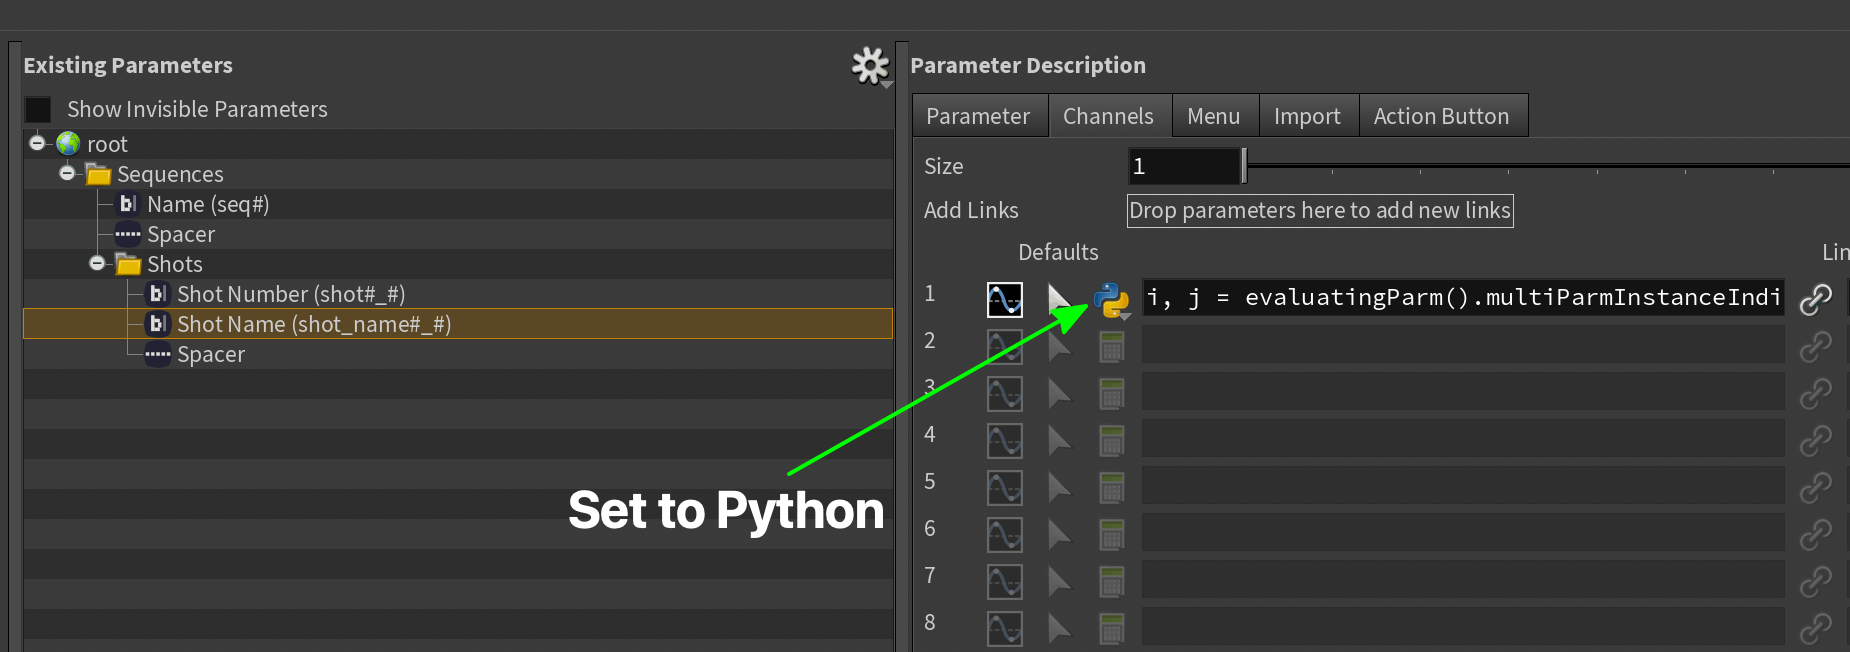 Existing Parameters
Show Invisible Parameters
root
Sequences
Name (seq#)
Spacer
Shots
Shot Number (shot#_#)
Shot Name (shot_name#_#)
Spacer
Set to Python
Parameter Description
Parameter Channels Menu Import Action Button
Size 1
Add Links Drop parameters here to add new links
Defaults Lin
1 i, j = evaluatingParm().multiParmInstanceIndi
2
3
4
5
6
7
8